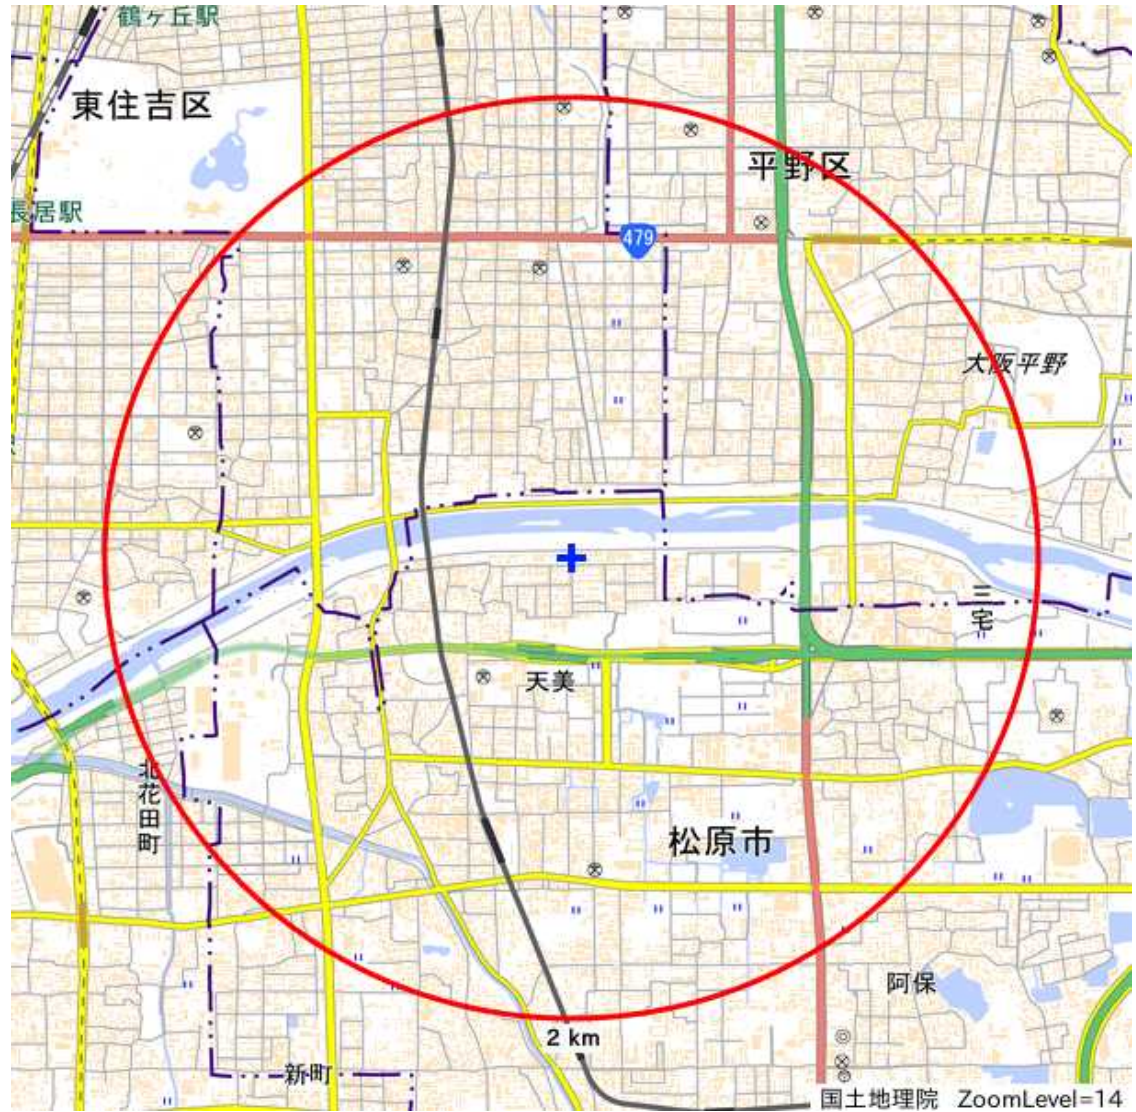 鶴ヶ丘駅
東住吉区
平野区
長居駅
479
大阪平野
三宅
天美
北花田町
松原市
阿保
2 km
新町
国土地理院 ZoomLevel=14